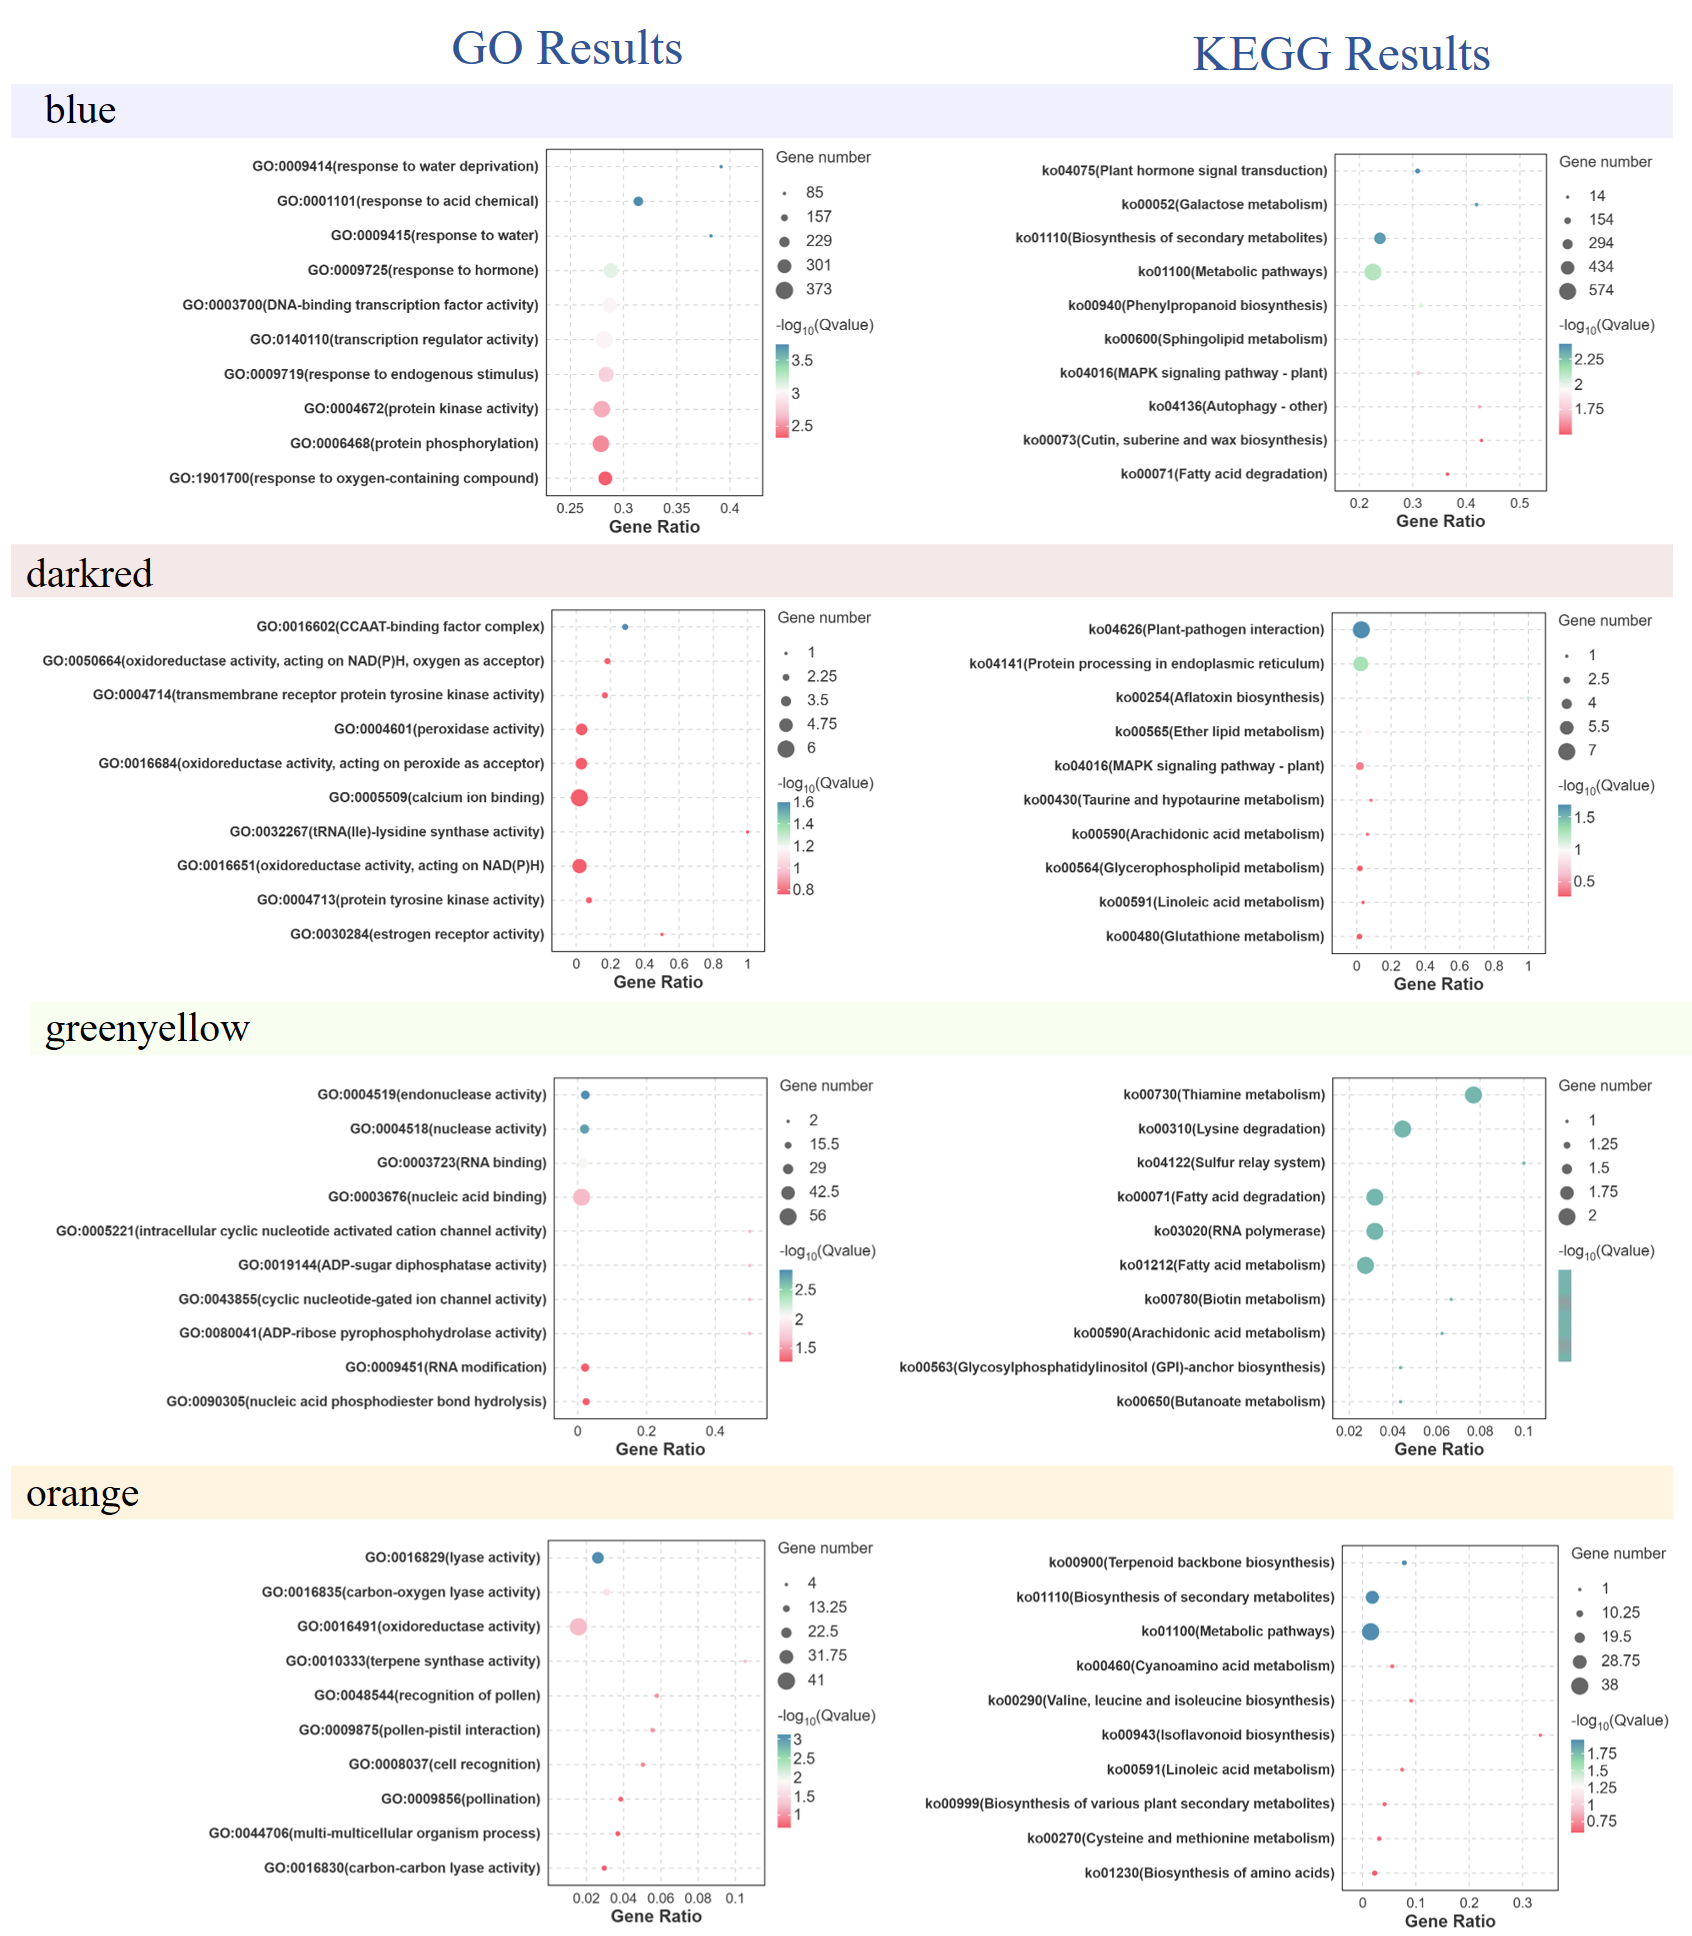 GO Results
KEGG Results
blue
GO:0009414(response to water deprivation)
GO:0001101(response to acid chemical)
GO:0009415(response to water)
GO:0009725(response to hormone)
GO:0003700(DNA-binding transcription factor activity)
GO:0140110(transcription regulator activity)
GO:0009719(response to endogenous stimulus)
GO:0004672(protein kinase activity)
GO:0006468(protein phosphorylation)
GO:1901700(response to oxygen-containing compound)
0.25 0.3 0.35 0.4
Gene Ratio
Gene number
85
157
229
301
373
-log10(Qvalue)
3.5
3
2.5
ko04075(Plant hormone signal transduction)
ko00052(Galactose metabolism)
ko01110(Biosynthesis of secondary metabolites)
ko01100(Metabolic pathways)
ko00940(Phenylpropanoid biosynthesis)
ko00600(Sphingolipid metabolism)
ko04016(MAPK signaling pathway - plant)
ko04136(Autophagy - other)
ko00073(Cutin, suberine and wax biosynthesis)
ko00071(Fatty acid degradation)
0.2 0.3 0.4 0.5
Gene Ratio
Gene number
14
154
294
434
574
-log10(Qvalue)
2.25
2
1.75
darkred
GO:0016602(CCAAT-binding factor complex)
GO:0050664(oxidoreductase activity, acting on NAD(P)H, oxygen as acceptor)
GO:0004714(transmembrane receptor protein tyrosine kinase activity)
GO:0004601(peroxidase activity)
GO:0016684(oxidoreductase activity, acting on peroxide as acceptor)
GO:0005509(calcium ion binding)
GO:0032267(tRNA(Ile)-lysidine synthase activity)
GO:0016651(oxidoreductase activity, acting on NAD(P)H)
GO:0004713(protein tyrosine kinase activity)
GO:0030284(estrogen receptor activity)
0 0.2 0.4 0.6 0.8 1
Gene Ratio
Gene number
1
2.25
3.5
4.75
6
-log10(Qvalue)
1.6
1.4
1.2
1
0.8
ko04626(Plant-pathogen interaction)
ko04141(Protein processing in endoplasmic reticulum)
ko00254(Aflatoxin biosynthesis)
ko00565(Ether lipid metabolism)
ko04016(MAPK signaling pathway - plant)
ko00430(Taurine and hypotaurine metabolism)
ko00590(Arachidonic acid metabolism)
ko00564(Glycerophospholipid metabolism)
ko00591(Linoleic acid metabolism)
ko00480(Glutathione metabolism)
0 0.2 0.4 0.6 0.8 1
Gene Ratio
Gene number
1
2.5
4
5.5
7
-log10(Qvalue)
1.5
1
0.5
greenyellow
GO:0004519(endonuclease activity)
GO:0004518(nuclease activity)
GO:0003723(RNA binding)
GO:0003676(nucleic acid binding)
GO:0005221(intracellular cyclic nucleotide activated cation channel activity)
GO:0019144(ADP-sugar diphosphatase activity)
GO:0043855(cyclic nucleotide-gated ion channel activity)
GO:0080041(ADP-ribose pyrophosphohydrolase activity)
GO:0009451(RNA modification)
GO:0090305(nucleic acid phosphodiester bond hydrolysis)
0 0.2 0.4
Gene Ratio
Gene number
2
15.5
29
42.5
56
-log10(Qvalue)
2.5
2
1.5
ko00730(Thiamine metabolism)
ko00310(Lysine degradation)
ko04122(Sulfur relay system)
ko00071(Fatty acid degradation)
ko03020(RNA polymerase)
ko01212(Fatty acid metabolism)
ko00780(Biotin metabolism)
ko00590(Arachidonic acid metabolism)
ko00563(Glycosylphosphatidylinositol (GPI)-anchor biosynthesis)
ko00650(Butanoate metabolism)
0.02 0.04 0.06 0.08 0.1
Gene Ratio
Gene number
1
1.25
1.5
1.75
2
-log10(Qvalue)
orange
GO:0016829(lyase activity)
GO:0016835(carbon-oxygen lyase activity)
GO:0016491(oxidoreductase activity)
GO:0010333(terpene synthase activity)
GO:0048544(recognition of pollen)
GO:0009875(pollen-pistil interaction)
GO:0008037(cell recognition)
GO:0009856(pollination)
GO:0044706(multi-multicellular organism process)
GO:0016830(carbon-carbon lyase activity)
0.02 0.04 0.06 0.08 0.1
Gene Ratio
Gene number
4
13.25
22.5
31.75
41
-log10(Qvalue)
3
2.5
2
1.5
1
ko00900(Terpenoid backbone biosynthesis)
ko01110(Biosynthesis of secondary metabolites)
ko01100(Metabolic pathways)
ko00460(Cyanoamino acid metabolism)
ko00290(Valine, leucine and isoleucine biosynthesis)
ko00943(Isoflavonoid biosynthesis)
ko00591(Linoleic acid metabolism)
ko00999(Biosynthesis of various plant secondary metabolites)
ko00270(Cysteine and methionine metabolism)
ko01230(Biosynthesis of amino acids)
0 0.1 0.2 0.3
Gene Ratio
Gene number
1
10.25
19.5
28.75
38
-log10(Qvalue)
1.75
1.5
1.25
1
0.75